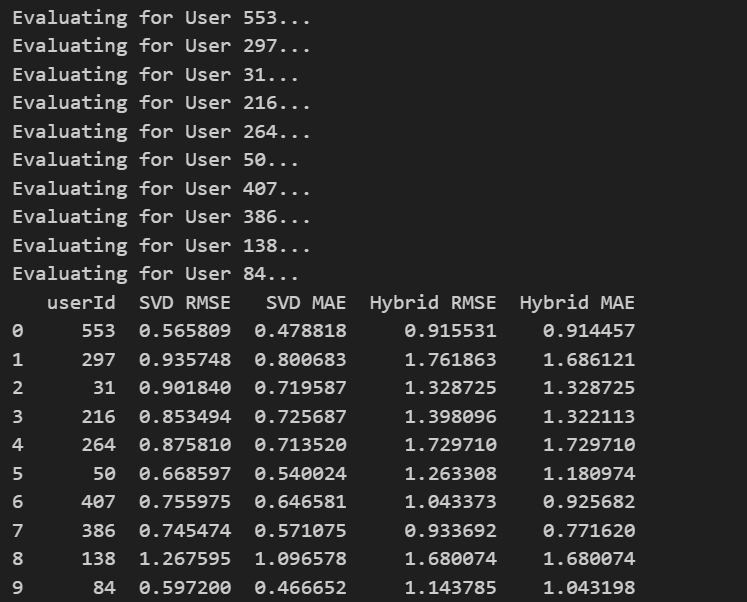 Evaluating for User 553...
Evaluating for User 297...
Evaluating for User 31...
Evaluating for User 216...
Evaluating for User 264...
Evaluating for User 50...
Evaluating for User 407...
Evaluating for User 386...
Evaluating for User 138...
Evaluating for User 84...
   userId  SVD RMSE   SVD MAE  Hybrid RMSE  Hybrid MAE
0     553  0.565809  0.478818     0.915531    0.914457
1     297  0.935748  0.800683     1.761863    1.686121
2      31  0.901840  0.719587     1.328725    1.328725
3     216  0.853494  0.725687     1.398096    1.322113
4     264  0.875810  0.713520     1.729710    1.729710
5      50  0.668597  0.540024     1.263308    1.180974
6     407  0.755975  0.646581     1.043373    0.925682
7     386  0.745474  0.571075     0.933692    0.771620
8     138  1.267595  1.096578     1.680074    1.680074
9      84  0.597200  0.466652     1.143785    1.043198